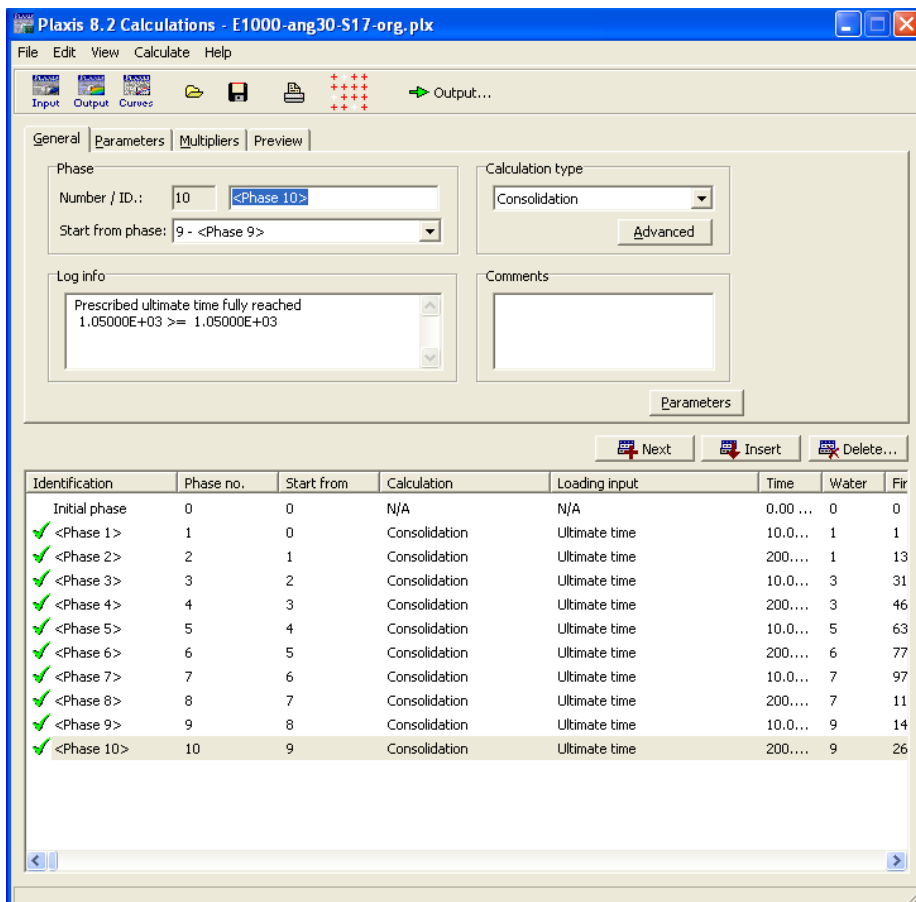 Plaxis 8.2 Calculations - E1000-ang30-S17-org.plx
File Edit View Calculate Help
Input Output Curves Output...
General Parameters Multipliers Preview
Phase
Number / ID.: 10 <Phase 10>
Start from phase: 9 - <Phase 9>
Calculation type
Consolidation
Advanced
Log info
Prescribed ultimate time fully reached
1.05000E+03 >= 1.05000E+03
Comments
Parameters
Next Insert Delete...
Identification Phase no. Start from Calculation Loading input Time Water Fir
Initial phase 0 0 N/A N/A 0.00 ... 0 0
<Phase 1> 1 0 Consolidation Ultimate time 10.0... 1 1
<Phase 2> 2 1 Consolidation Ultimate time 200.... 1 13
<Phase 3> 3 2 Consolidation Ultimate time 10.0... 3 31
<Phase 4> 4 3 Consolidation Ultimate time 200.... 3 46
<Phase 5> 5 4 Consolidation Ultimate time 10.0... 5 63
<Phase 6> 6 5 Consolidation Ultimate time 200.... 6 77
<Phase 7> 7 6 Consolidation Ultimate time 10.0... 7 97
<Phase 8> 8 7 Consolidation Ultimate time 200.... 7 11
<Phase 9> 9 8 Consolidation Ultimate time 10.0... 9 14
<Phase 10> 10 9 Consolidation Ultimate time 200.... 9 26